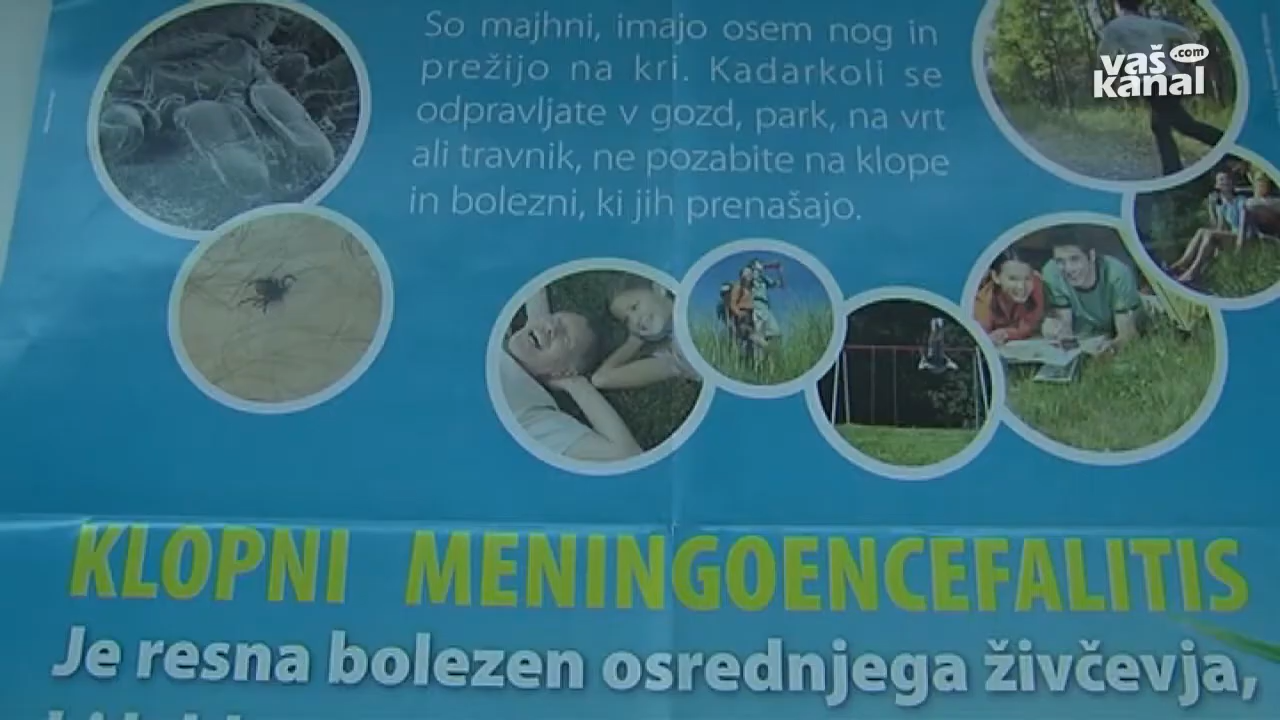 So majhni, imajo osem nog in
prežijo na kri. Kadarkoli se
odpravljate v gozd, park, na vrt
ali travnik, ne pozabite na klope
in bolezni, ki jih prenašajo.
vaš .com
kanal
KLOPNI MENINGOENCEFALITIS
Je resna bolezen osrednjega živčevja,